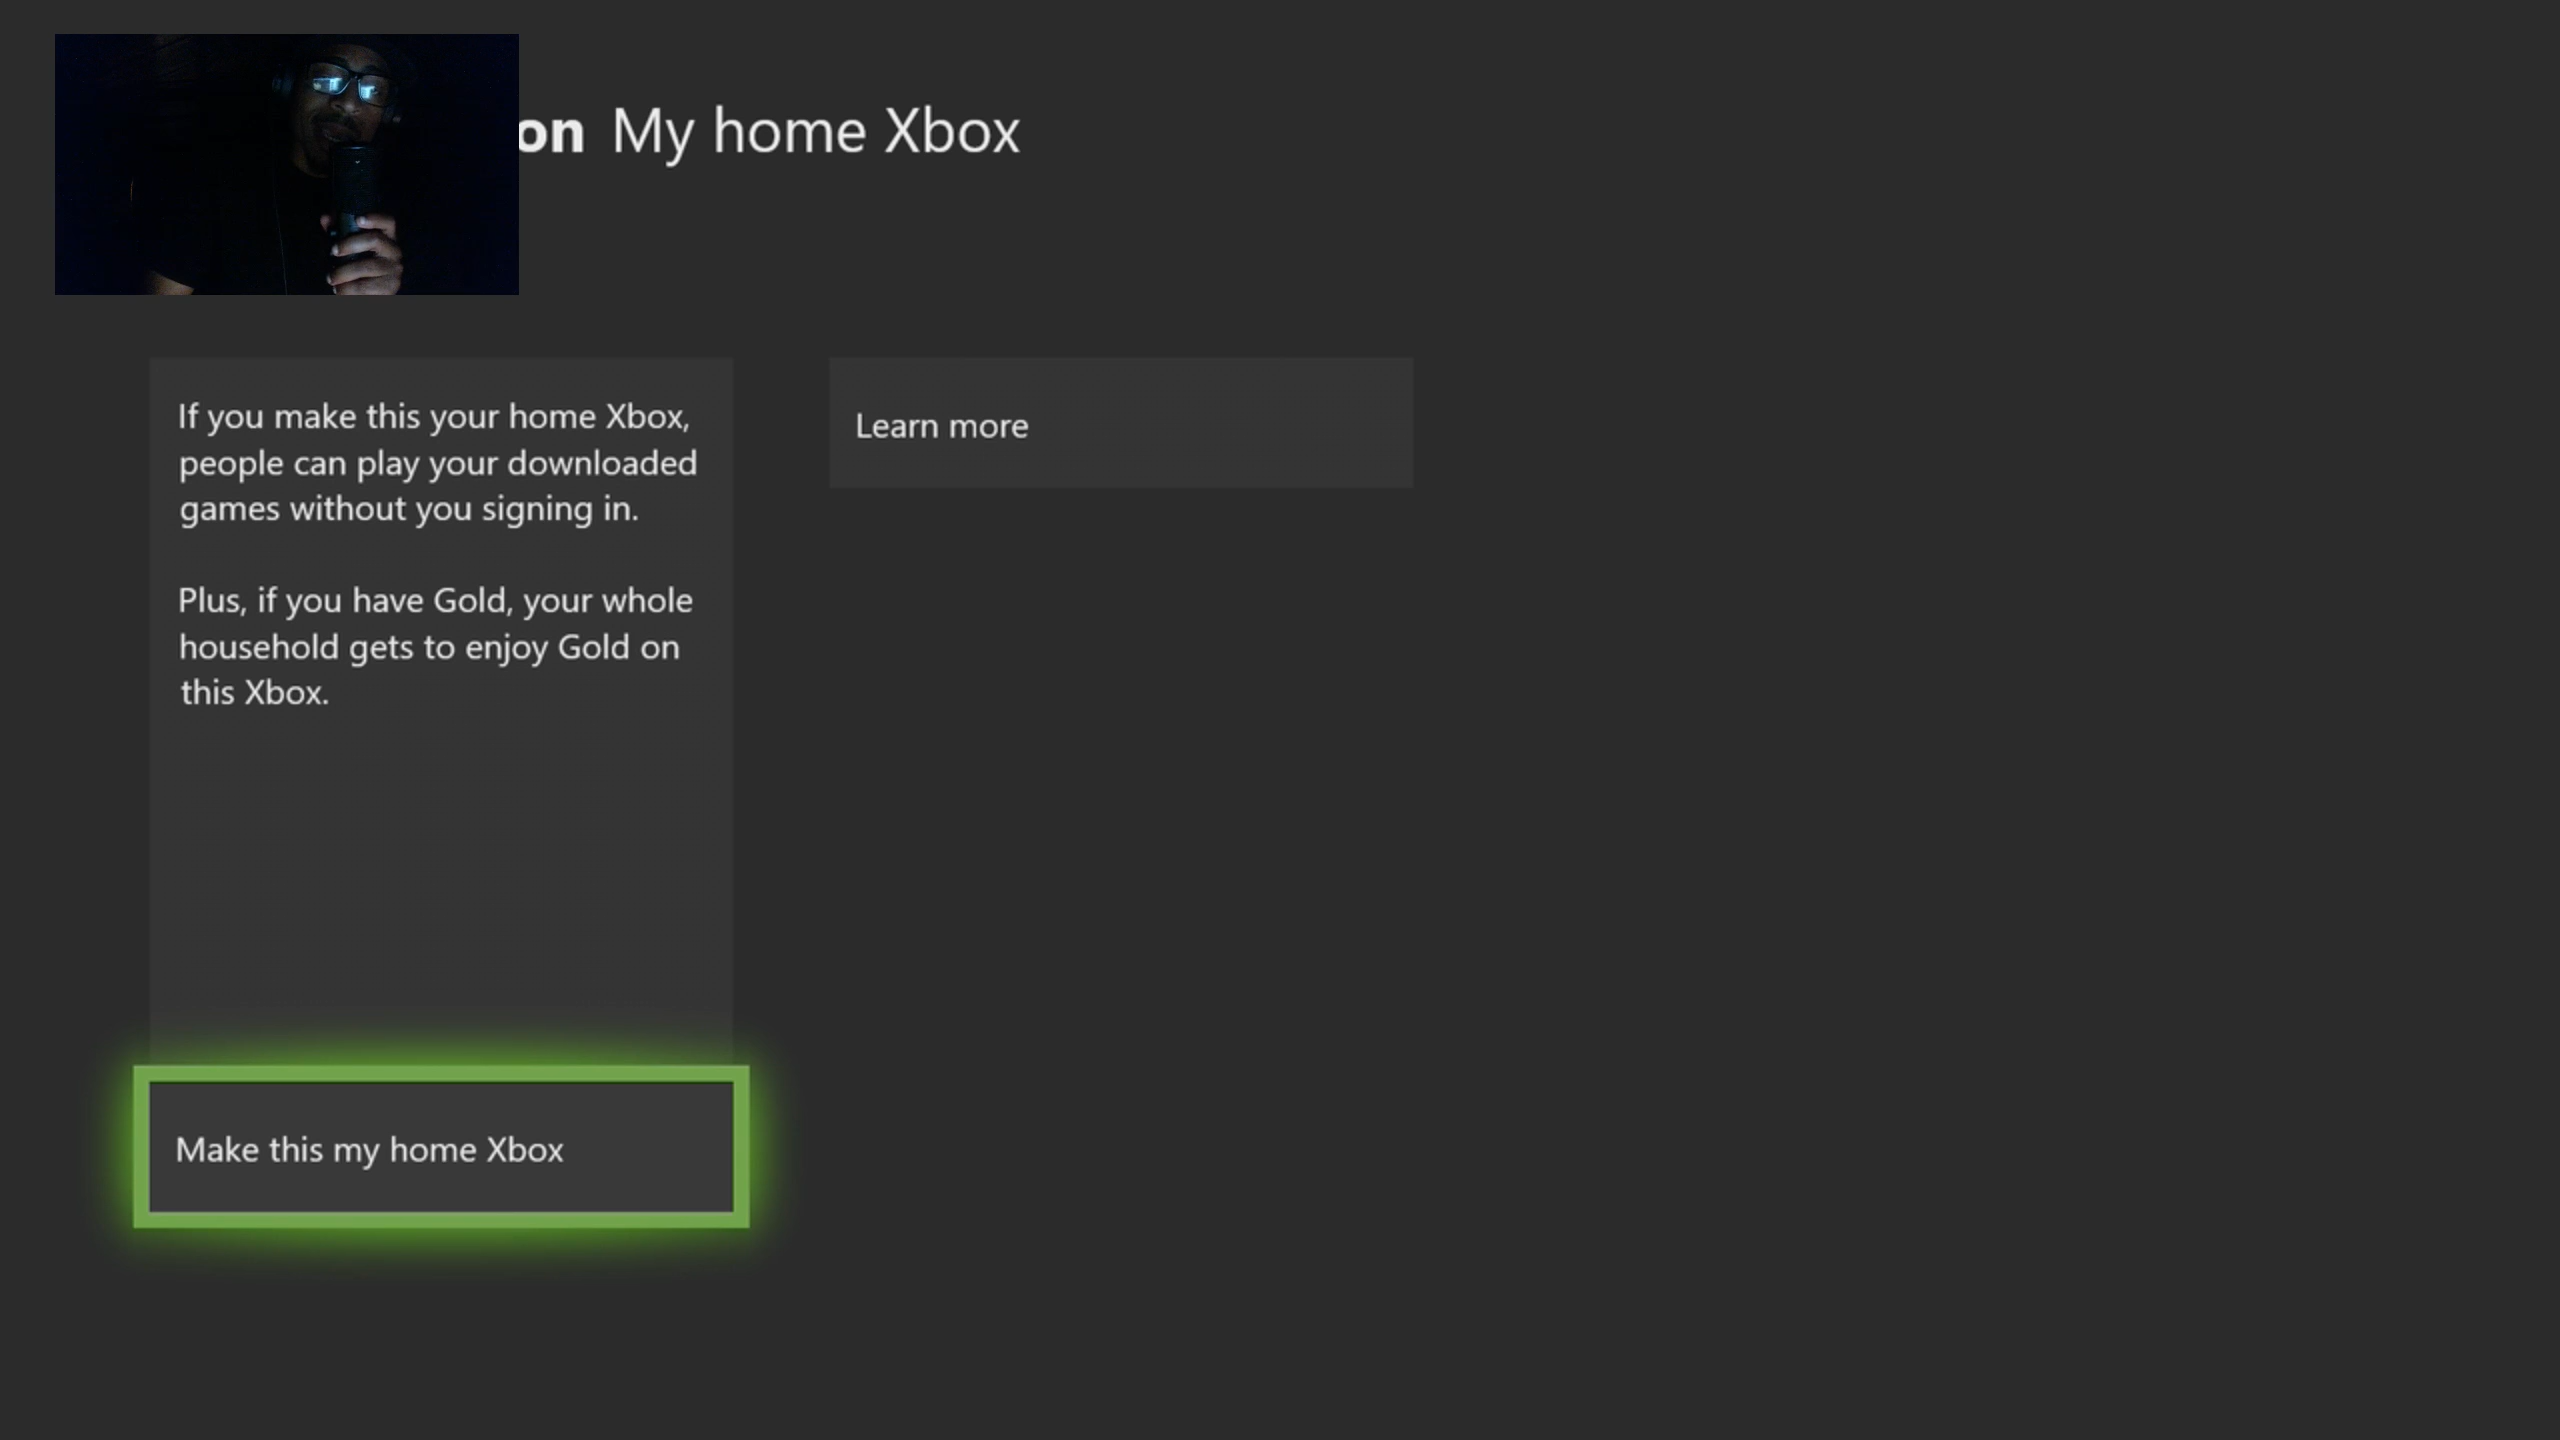 on My home Xbox
If you make this your home Xbox,
people can play your downloaded
games without you signing in.
Plus, if you have Gold, your whole
household gets to enjoy Gold on
this Xbox.
Make this my home Xbox
Learn more